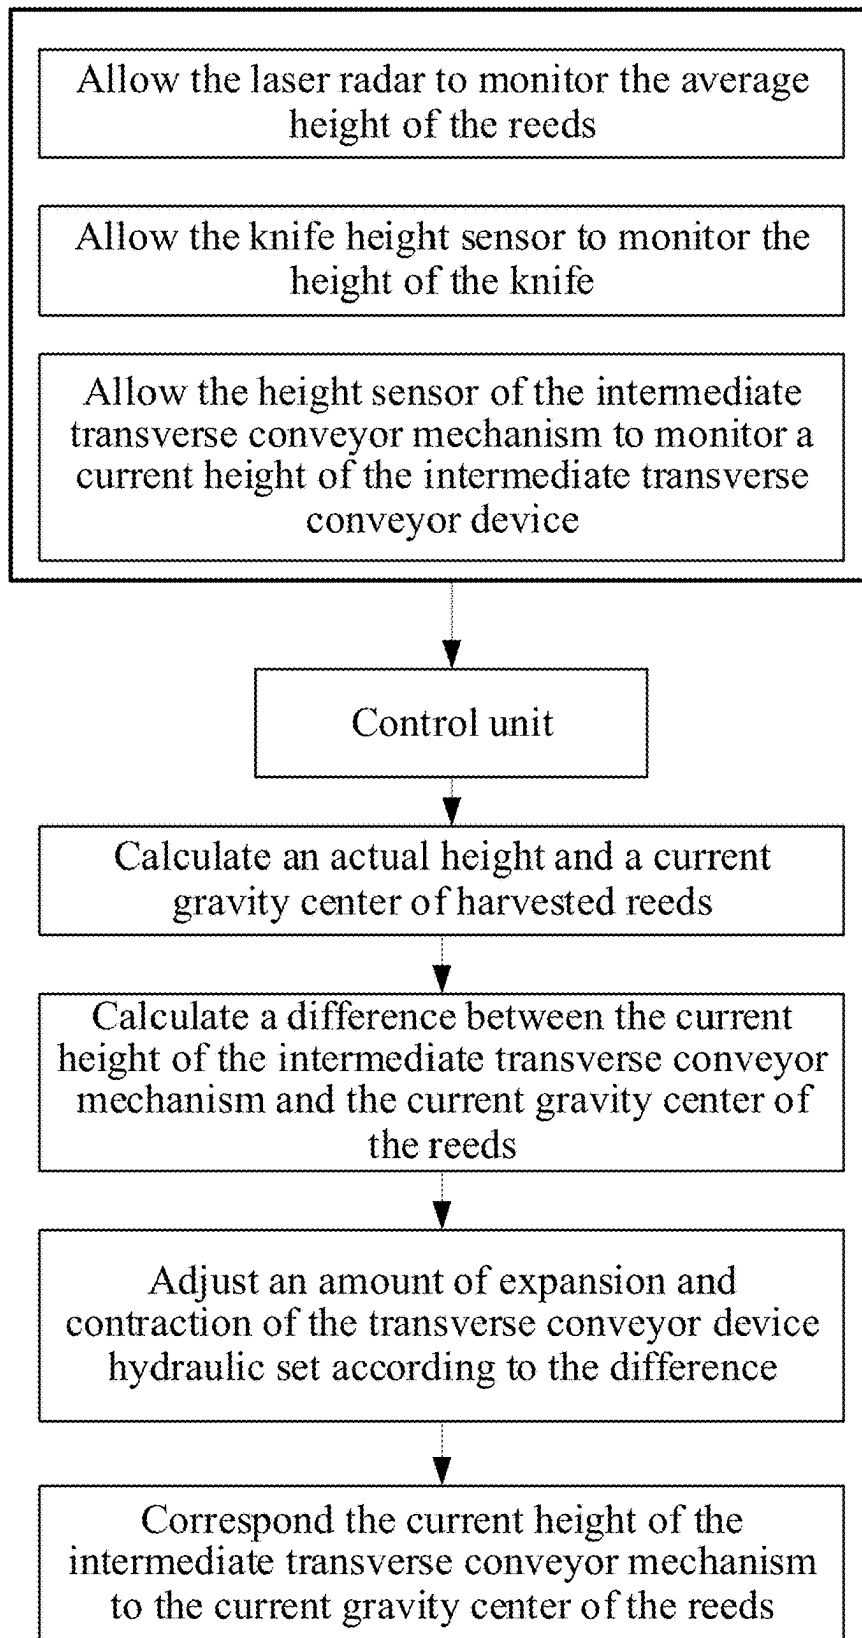 Allow the laser radar to monitor the average
height of the reeds
Allow the knife height sensor to monitor the
height of the knife
Allow the height sensor of the intermediate
transverse conveyor mechanism to monitor a
current height of the intermediate transverse
conveyor device
Control unit
Calculate an actual height and a current
gravity center of harvested reeds
Calculate a difference between the current
height of the intermediate transverse conveyor
mechanism and the current gravity center of
the reeds
Adjust an amount of expansion and
contraction of the transverse conveyor device
hydraulic set according to the difference
Correspond the current height of the
intermediate transverse conveyor mechanism
to the current gravity center of the reeds